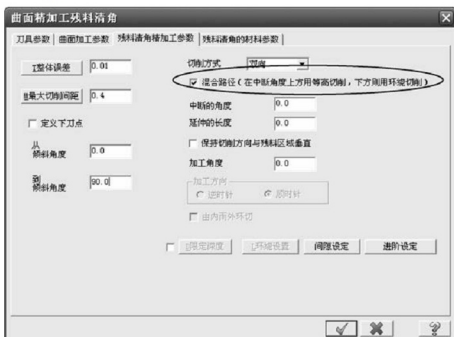 曲面精加工残料清角
刀具参数 曲面加工参数 残料清角精加工参数 残料清角的材料参数
I整体误差 0.01
M最大切削间距 0.4
定义下刀点
从
倾斜角度 0.0
到
倾斜角度 90.0
切削方式 双向
混合路径(在中断角度上方用等高切削,下方则用环绕切削)
中断的角度 0.0
延伸的长度 0.0
保持切削方向与残料区域垂直
加工角度 0.0
加工方向
逆时针 顺时针
由内而外环切
限定深度 环绕设置 间隙设定 进阶设定